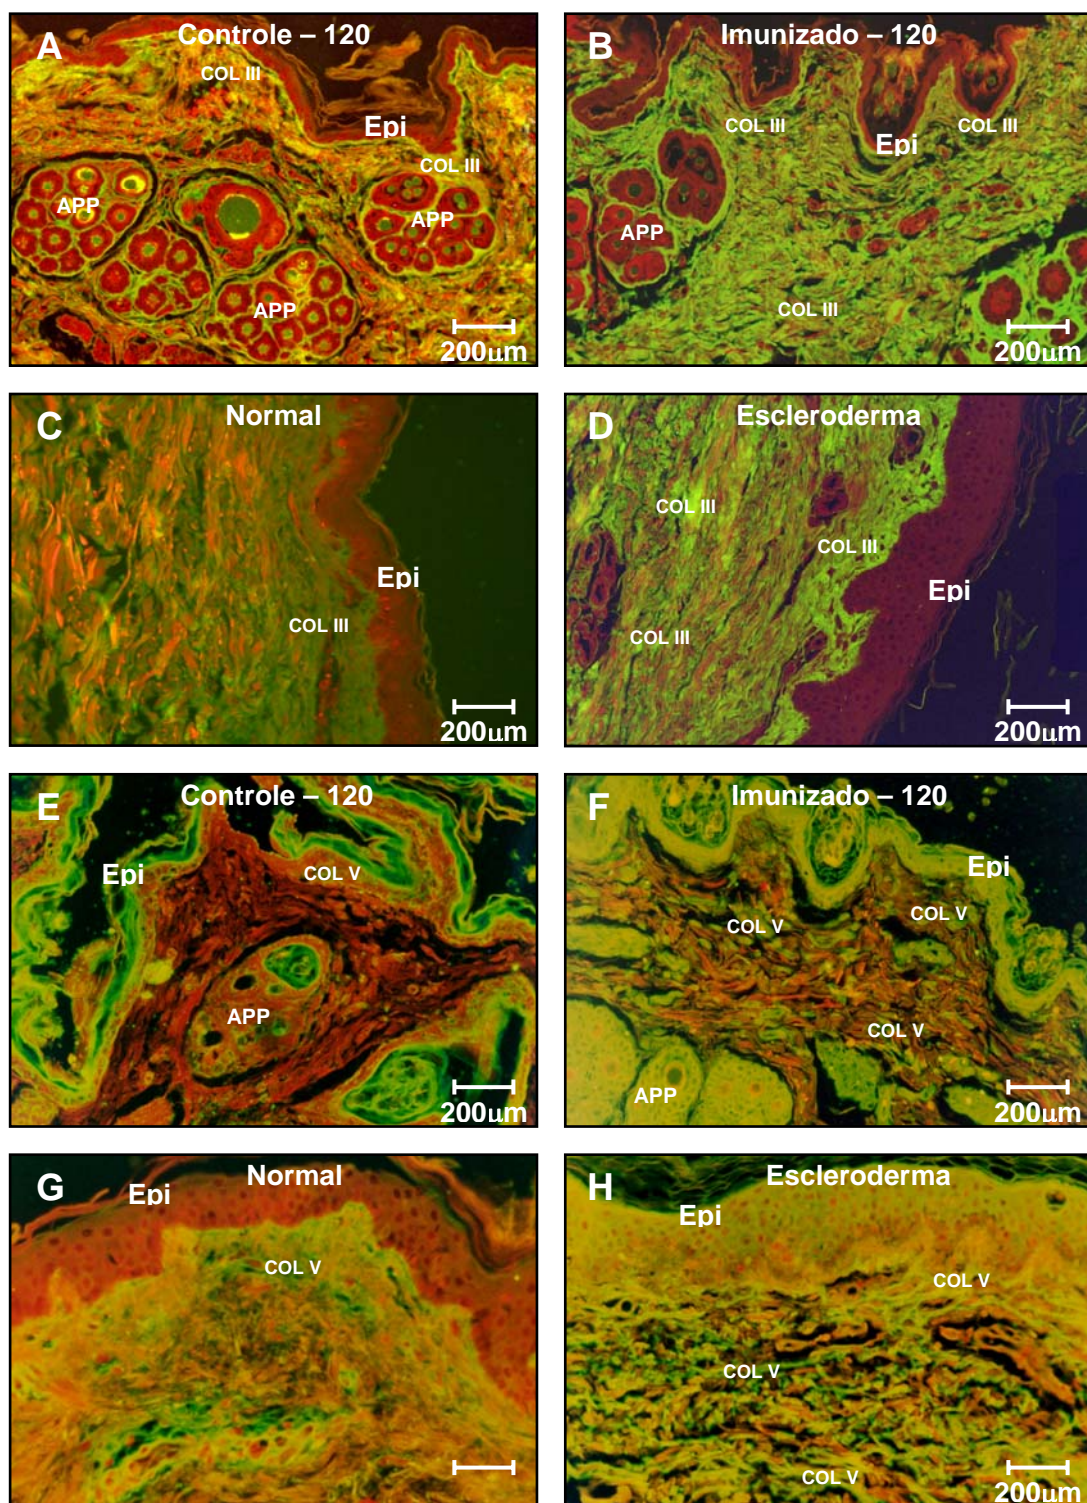 A
Controle – 120
COL III
Epi
COL III
APP
APP
APP
200μm
B
Imunizado – 120
COL III
COL III
Epi
APP
COL III
200μm
C
Normal
Epi
COL III
200μm
D
Escleroderma
COL III
COL III
Epi
COL III
200μm
E
Controle – 120
Epi
COL V
APP
200μm
F
Imunizado – 120
Epi
COL V
COL V
COL V
APP
200μm
G
Normal
Epi
COL V
H
Escleroderma
Epi
COL V
COL V
COL V
200μm